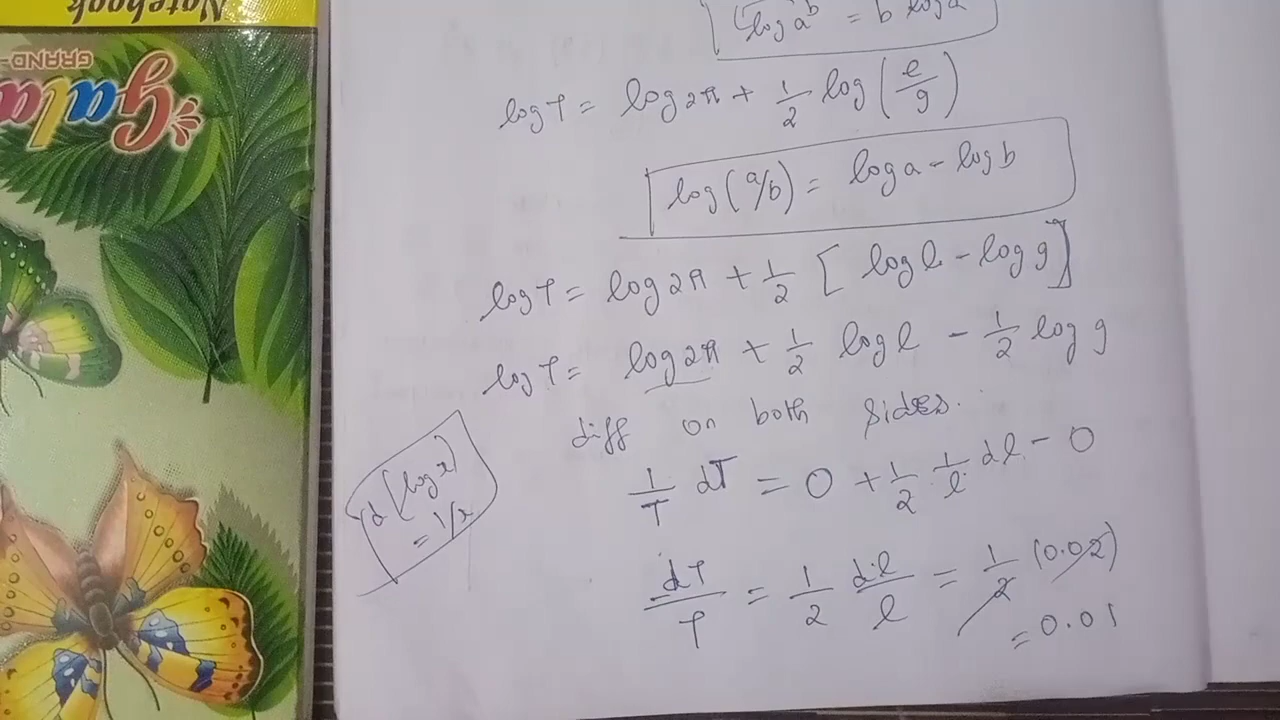 Notebook
gala
GRAND
log a^b = b log a
log T = log 2π + 1/2 log (l/g)
log (a/b) = log a - log b
log T = log 2π + 1/2 [ log l - log g ]
log T = log 2π + 1/2 log l - 1/2 log g
diff on both sides.
d (log x)
= 1/x
1/T dT = 0 + 1/2 1/l dl - 0
dT/T = 1/2 dl/l = 1/2 (0.02)
= 0.01